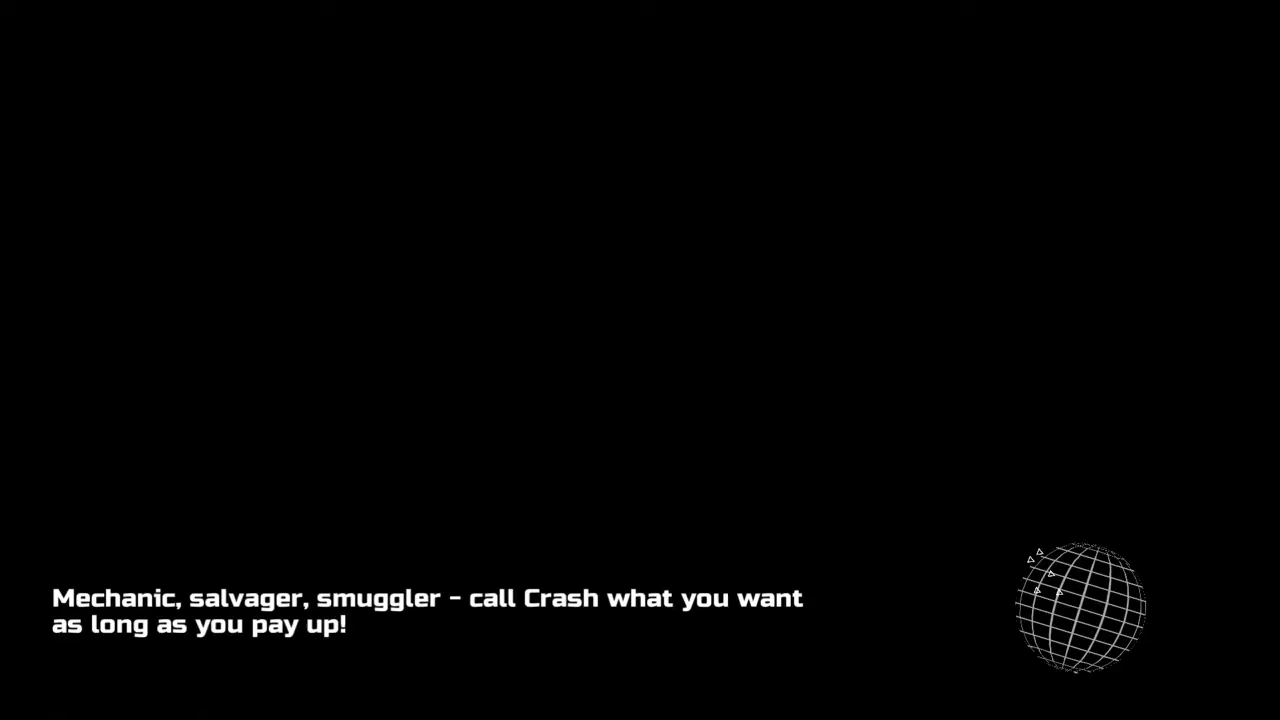 Mechanic, salvager, smuggler - call Crash what you want
as long as you pay up!